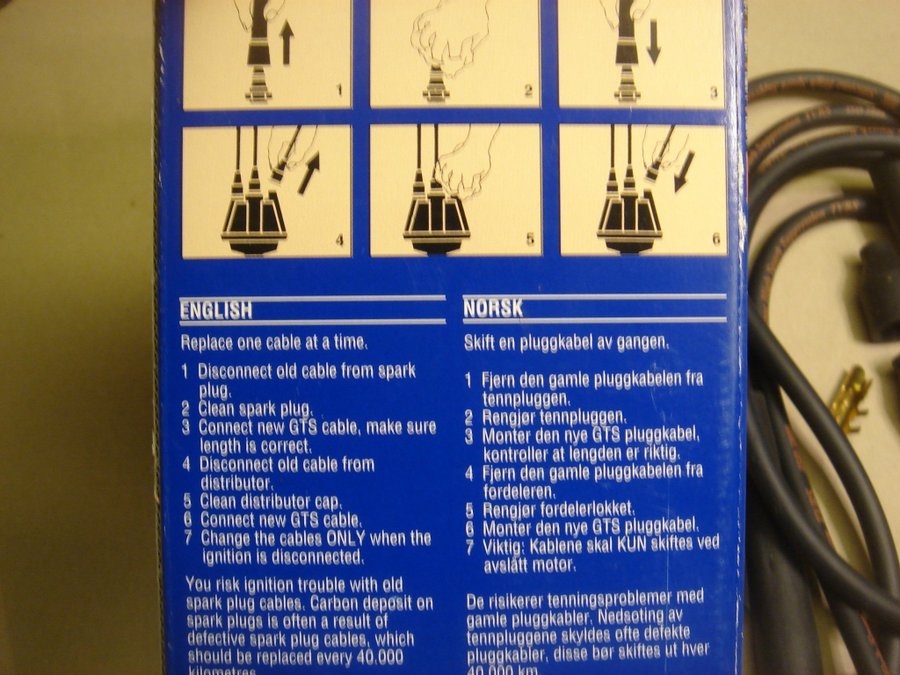 1
2
3
4
5
6
ENGLISH
Replace one cable at a time.
1 Disconnect old cable from spark
plug.
2 Clean spark plug.
3 Connect new GTS cable, make sure
length is correct.
4 Disconnect old cable from
distributor.
5 Clean distributor cap.
6 Connect new GTS cable.
7 Change the cables ONLY when the
ignition is disconnected.
You risk ignition trouble with old
spark plug cables. Carbon deposit on
spark plugs is often a result of
defective spark plug cables, which
should be replaced every 40.000
kilometres.
NORSK
Skift en pluggkabel av gangen.
1 Fjern den gamle pluggkabelen fra
tennpluggen.
2 Rengjør tennpluggen.
3 Monter den nye GTS pluggkabel,
kontroller at lengden er riktig.
4 Fjern den gamle pluggkabelen fra
fordeleren.
5 Rengjør fordelerlokket.
6 Monter den nye GTS pluggkabel.
7 Viktig: Kablene skal KUN skiftes ved
avslått motor.
De risikerer tenningsproblemer med
gamle pluggkabler. Nedsoting av
tennpluggene skyldes ofte defekte
pluggkabler, disse bør skiftes ut hver
40.000 km.